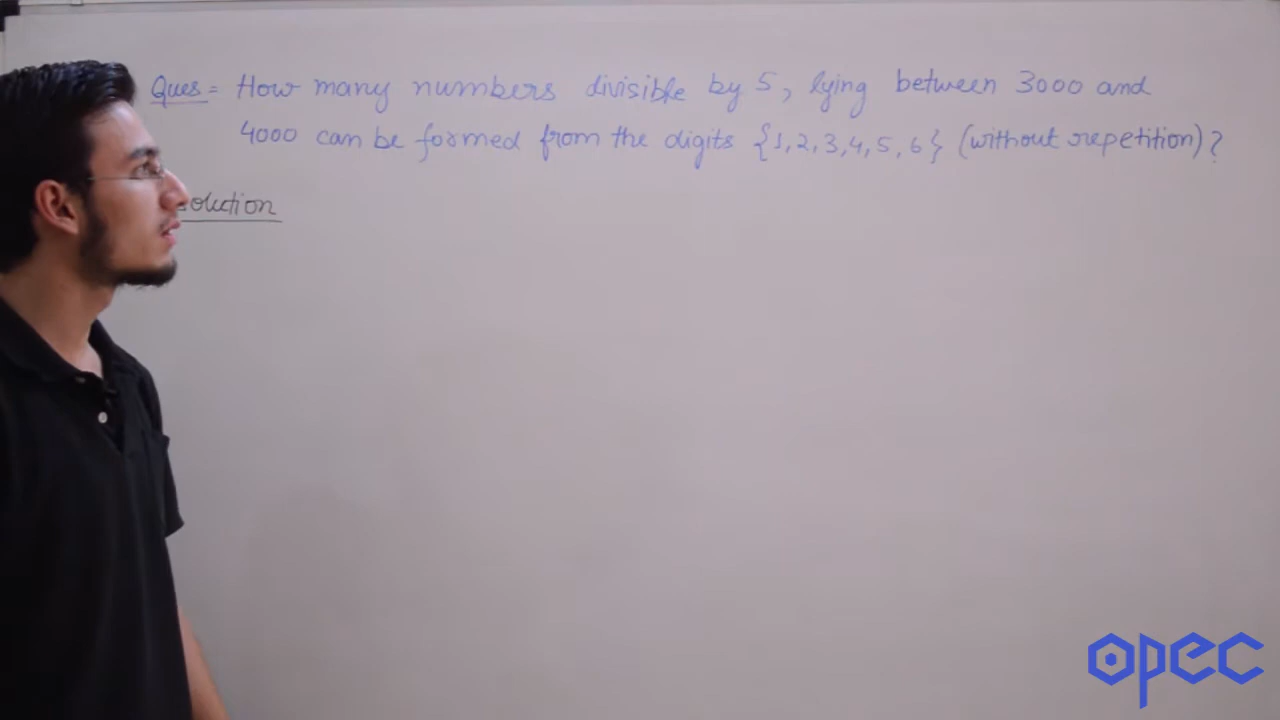 Ques = How many numbers divisible by 5, lying between 3000 and
4000 can be formed from the digits {1,2,3,4,5,6} (without repetition)?
solution
opec